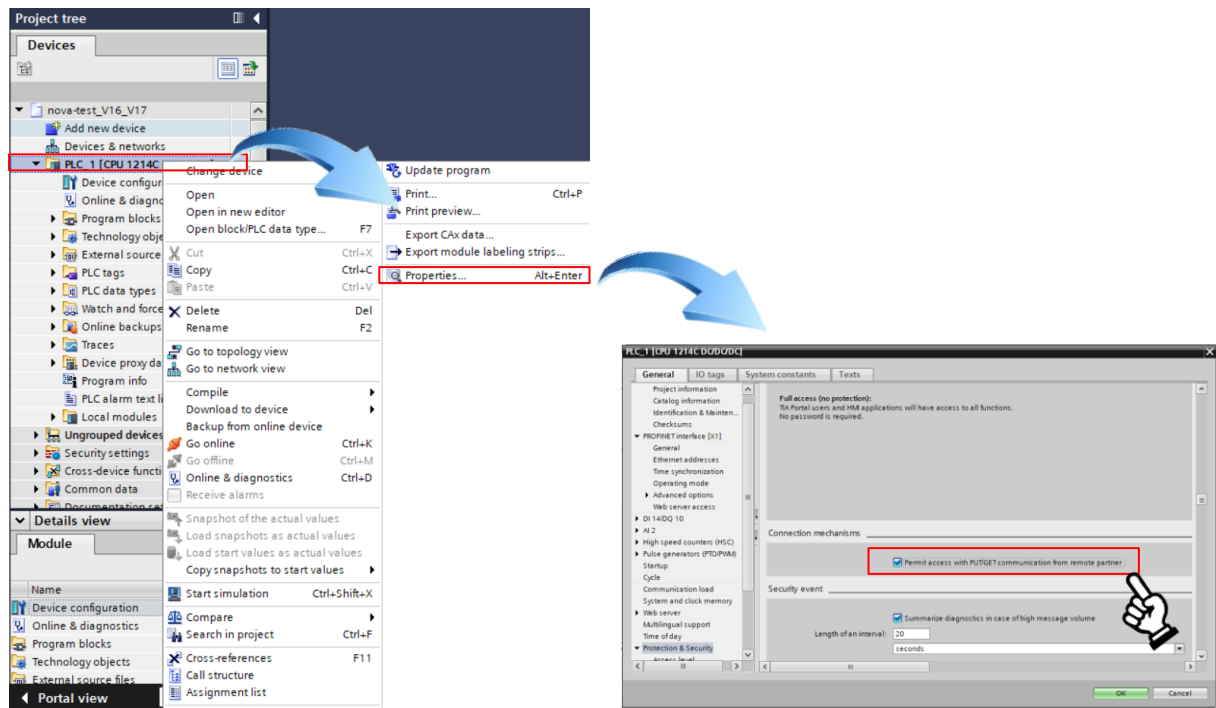 Project tree
Devices
nova-test_V16_V17
Add new device
Devices & networks
PLC_1 [CPU 1214C
Device configur
Online & diagno
Program blocks
Technology obje
External source
PLC tags
PLC data types
Watch and force
Online backups
Traces
Device proxy da
Program info
PLC alarm text li
Local modules
Ungrouped devices
Security settings
Cross-device functi
Common data
Documentation set
Details view
Module
Name
Device configuration
Online & diagnostics
Program blocks
Technology objects
External source files
Portal view
Change device
Open
Open in new editor
Open block/PLC data type... F7
Cut Ctrl+X
Copy Ctrl+C
Paste Ctrl+V
Delete Del
Rename F2
Go to topology view
Go to network view
Compile
Download to device
Backup from online device
Go online Ctrl+K
Go offline Ctrl+M
Online & diagnostics Ctrl+D
Receive alarms
Snapshot of the actual values
Load snapshots as actual values
Load start values as actual values
Copy snapshots to start values
Start simulation Ctrl+Shift+X
Compare
Search in project Ctrl+F
Cross-references F11
Call structure
Assignment list
Update program
Print... Ctrl+P
Print preview...
Export CAx data...
Export module labeling strips...
Properties... Alt+Enter
PLC_1 [CPU 1214C DC/DC/DC]
General IO tags System constants Texts
Project information
Catalog information
Identification & Mainten...
Checksums
PROFINET interface [X1]
General
Ethernet addresses
Time synchronization
Operating mode
Advanced options
Web server access
DI 14/DQ 10
AI 2
High speed counters (HSC)
Pulse generators (PTO/PWM)
Startup
Cycle
Communication load
System and clock memory
Web server
Multilingual support
Time of day
Protection & Security
Access level
Full access (no protection):
TIA Portal users and HMI applications will have access to all functions.
No password is required.
Connection mechanisms
Permit access with PUT/GET communication from remote partner
Security event
Summarize diagnostics in case of high message volume
Length of an interval: 20
seconds
OK Cancel